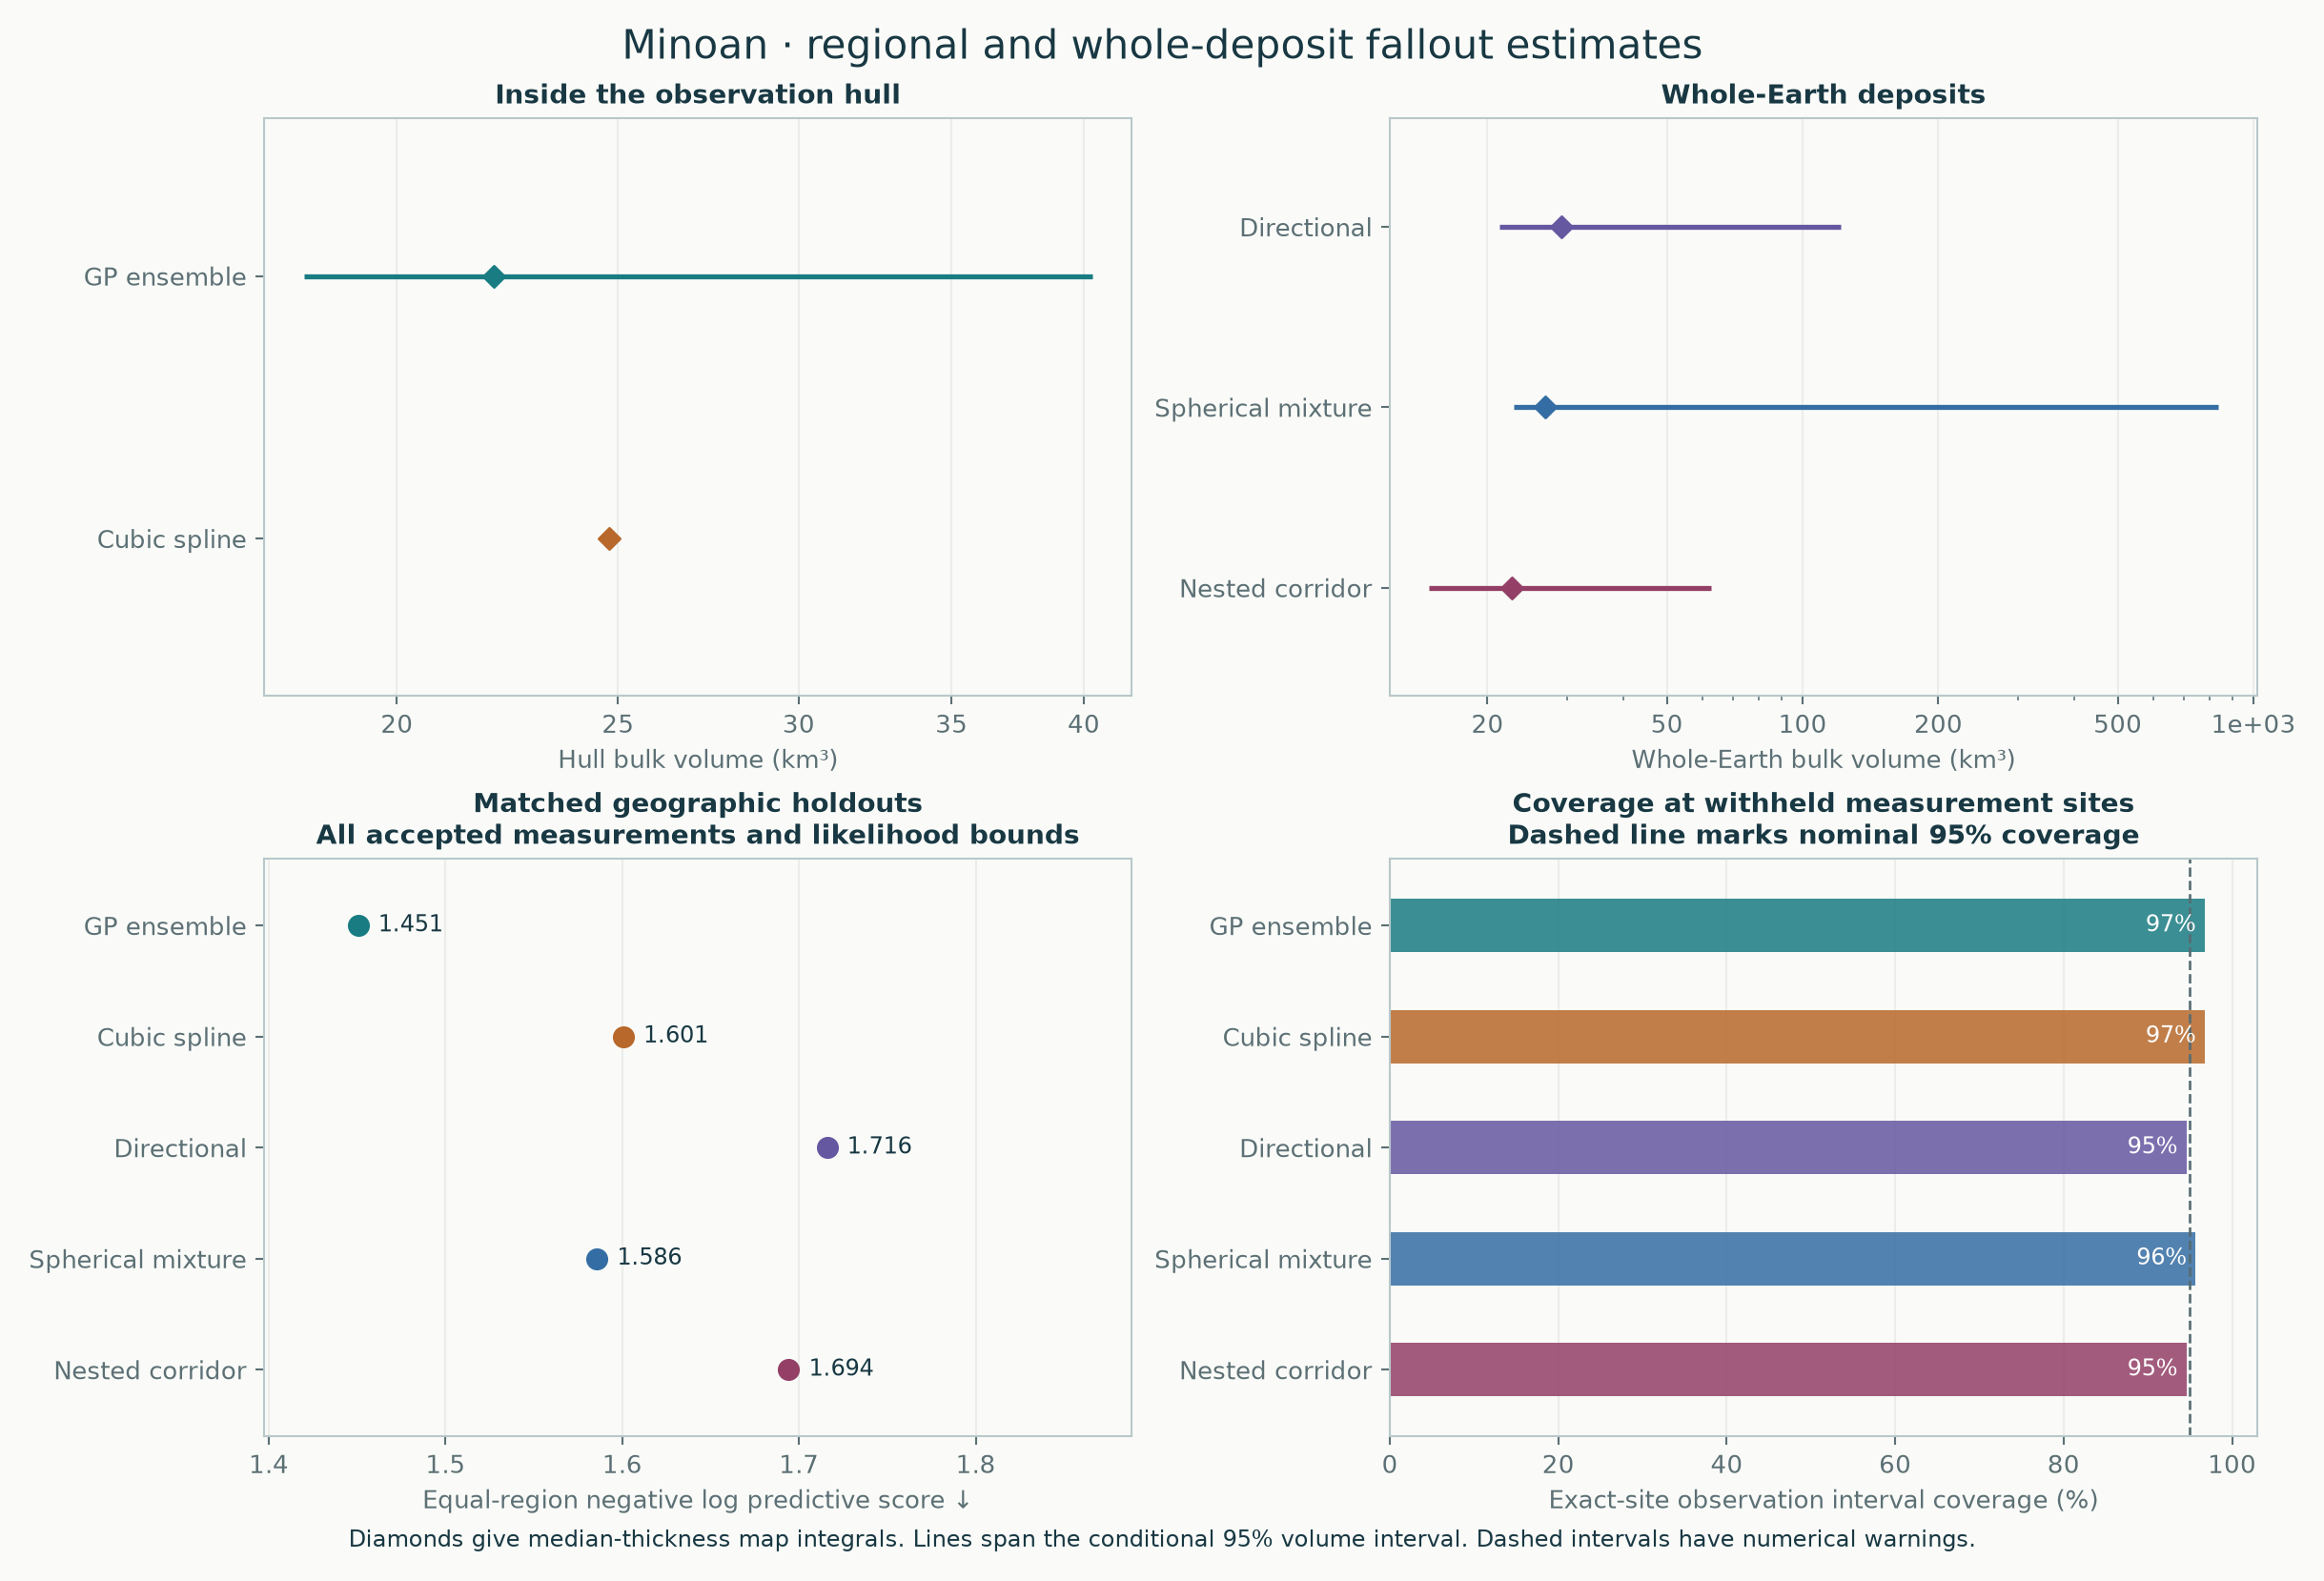 Minoan · regional and whole-deposit fallout estimates
Inside the observation hull
GP ensemble
Cubic spline
20 25 30 35 40
Hull bulk volume (km³)
Whole-Earth deposits
Directional
Spherical mixture
Nested corridor
20 50 100 200 500 1e+03
Whole-Earth bulk volume (km³)
Matched geographic holdouts
All accepted measurements and likelihood bounds
GP ensemble 1.451
Cubic spline 1.601
Directional 1.716
Spherical mixture 1.586
Nested corridor 1.694
1.4 1.5 1.6 1.7 1.8
Equal-region negative log predictive score ↓
Coverage at withheld measurement sites
Dashed line marks nominal 95% coverage
GP ensemble 97%
Cubic spline 97%
Directional 95%
Spherical mixture 96%
Nested corridor 95%
0 20 40 60 80 100
Exact-site observation interval coverage (%)
Diamonds give median-thickness map integrals. Lines span the conditional 95% volume interval. Dashed intervals have numerical warnings.